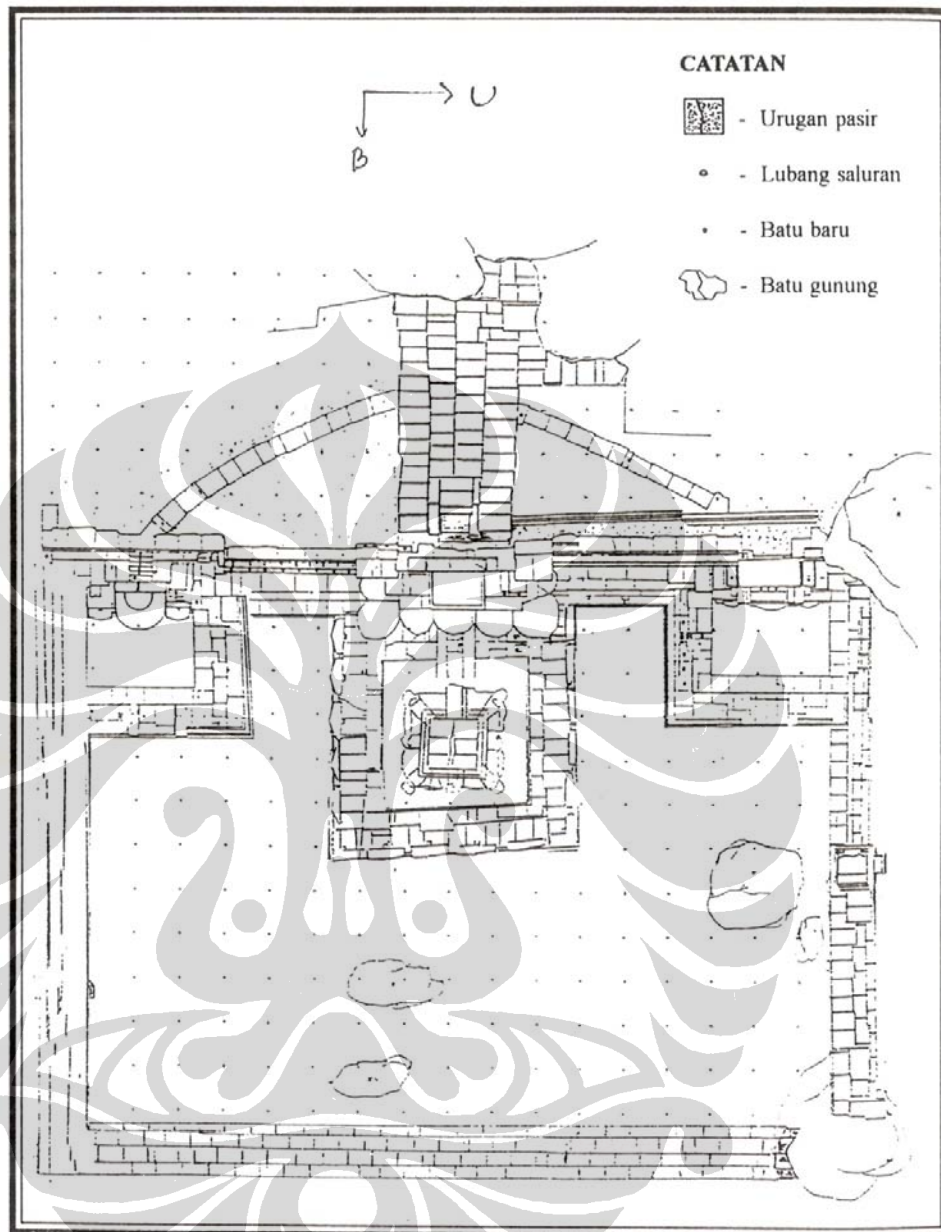 CATATAN
- Urugan pasir
- Lubang saluran
- Batu baru
- Batu gunung
U
B